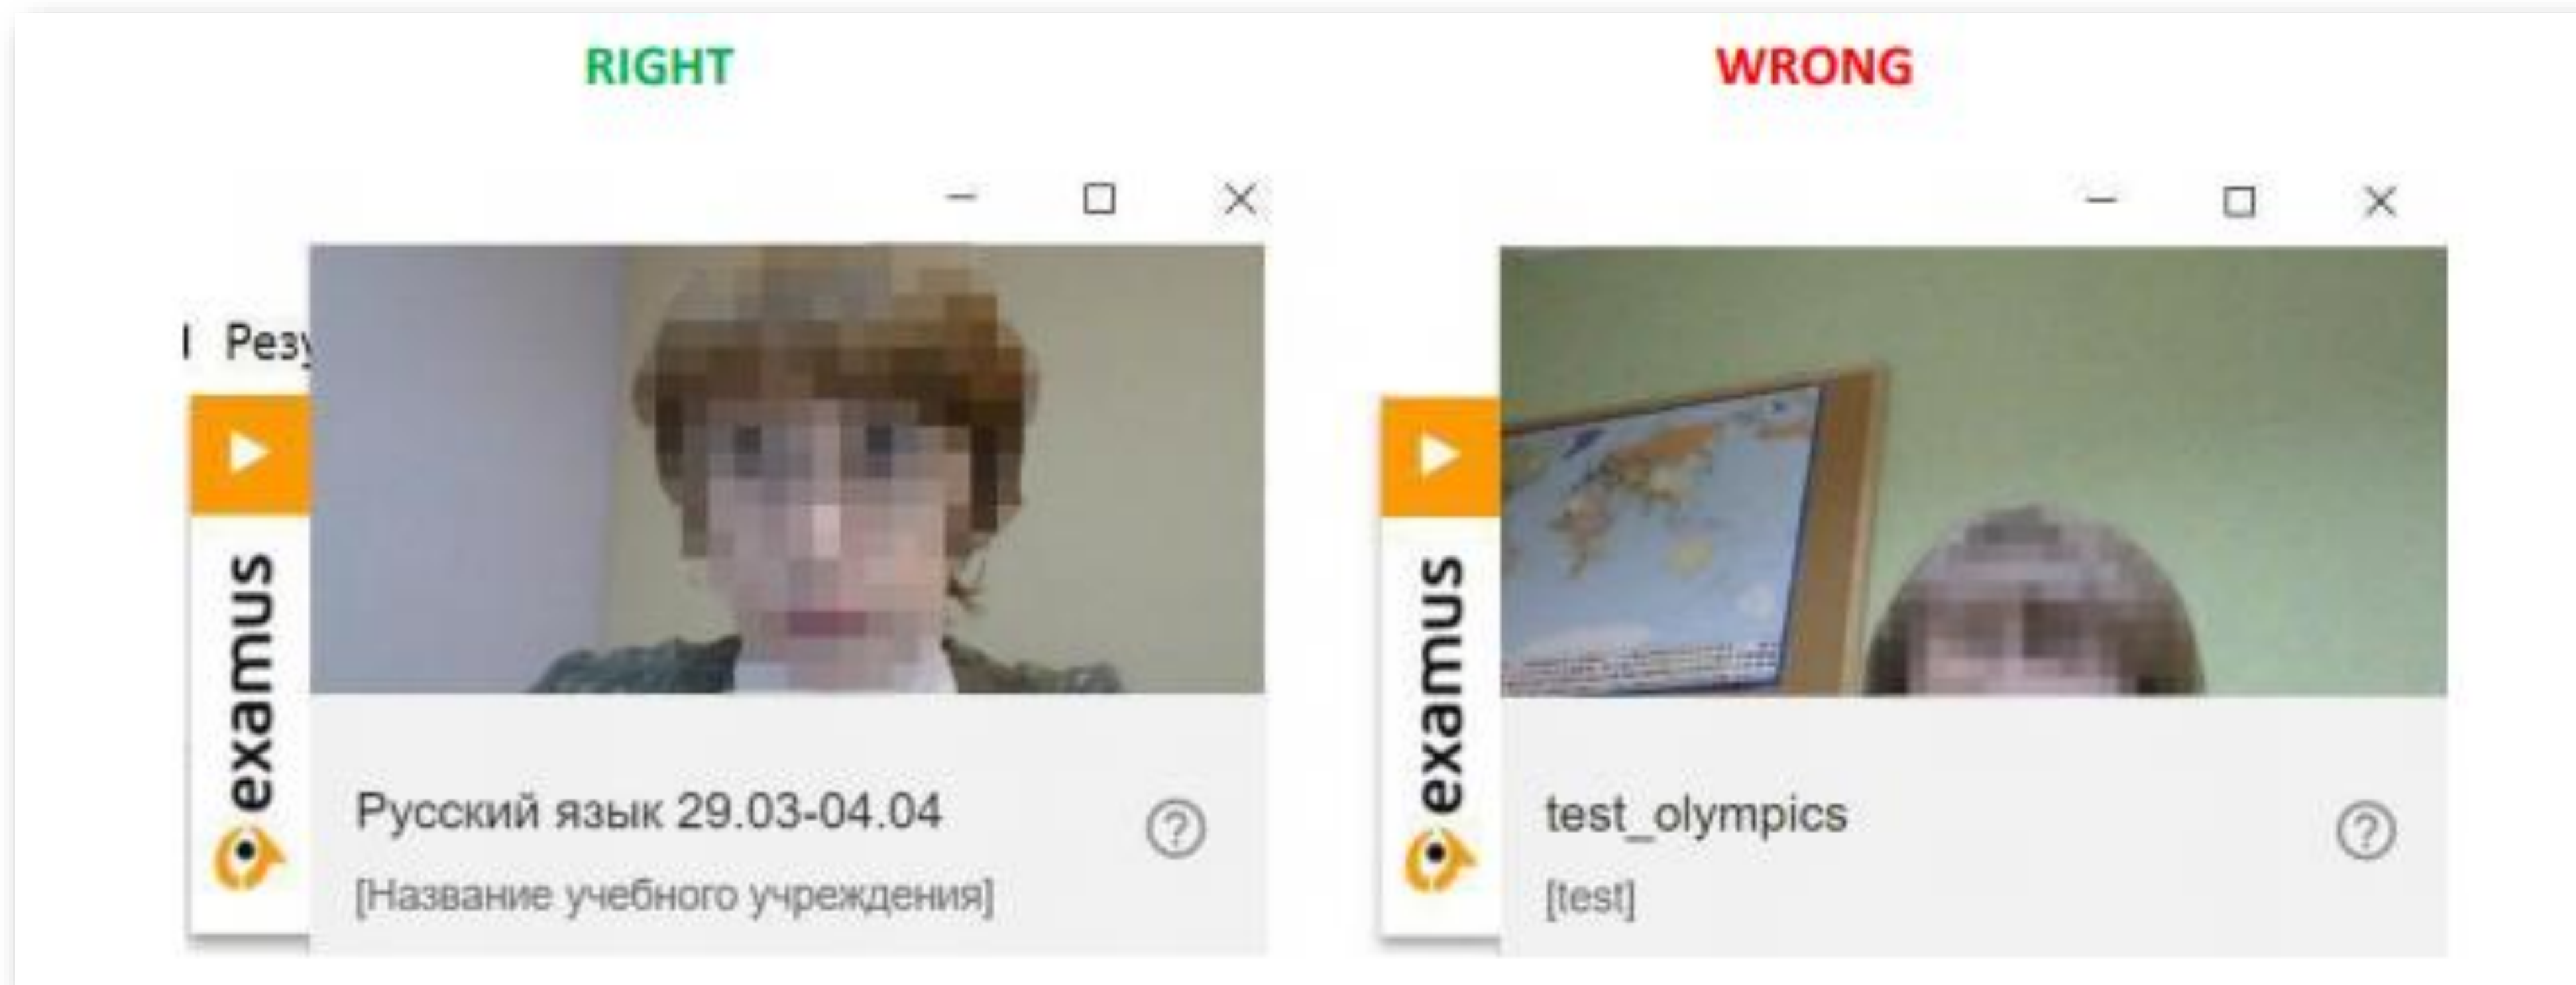 RIGHT
WRONG
examus
Русский язык 29.03-04.04
[Название учебного учреждения]
examus
test_olympics
[test]